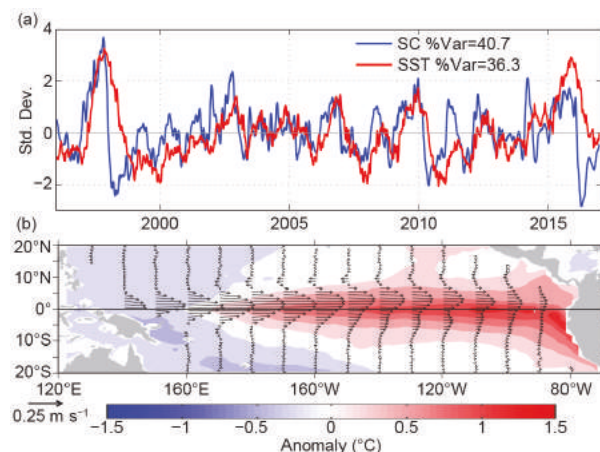 (a)
4
2
0
−2
Std. Dev.
SC %Var=40.7
SST %Var=36.3
2000 2005 2010 2015
(b)
20°N
10°N
0°
10°S
20°S
120°E 160°E 160°W 120°W 80°W
0.25 m s⁻¹
−1.5 −1 −0.5 0 0.5 1 1.5
Anomaly (°C)